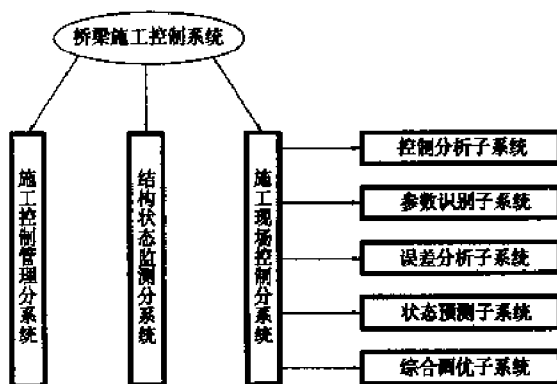 桥梁施工控制系统
施工控制管理分系统
结构状态监测分系统
施工现场控制分系统
控制分析子系统
参数识别子系统
误差分析子系统
状态预测子系统
综合调优子系统